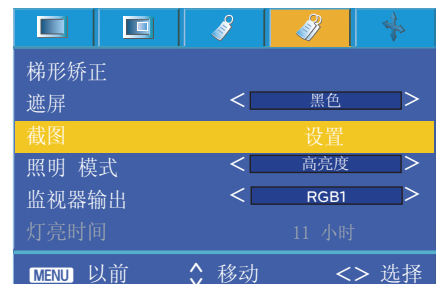 梯形矫正
遮屏 < 黑色 >
截图 设置
照明 模式 < 高亮度 >
监视器输出 < RGB1 >
灯亮时间 11 小时
MENU 以前 移动 <> 选择